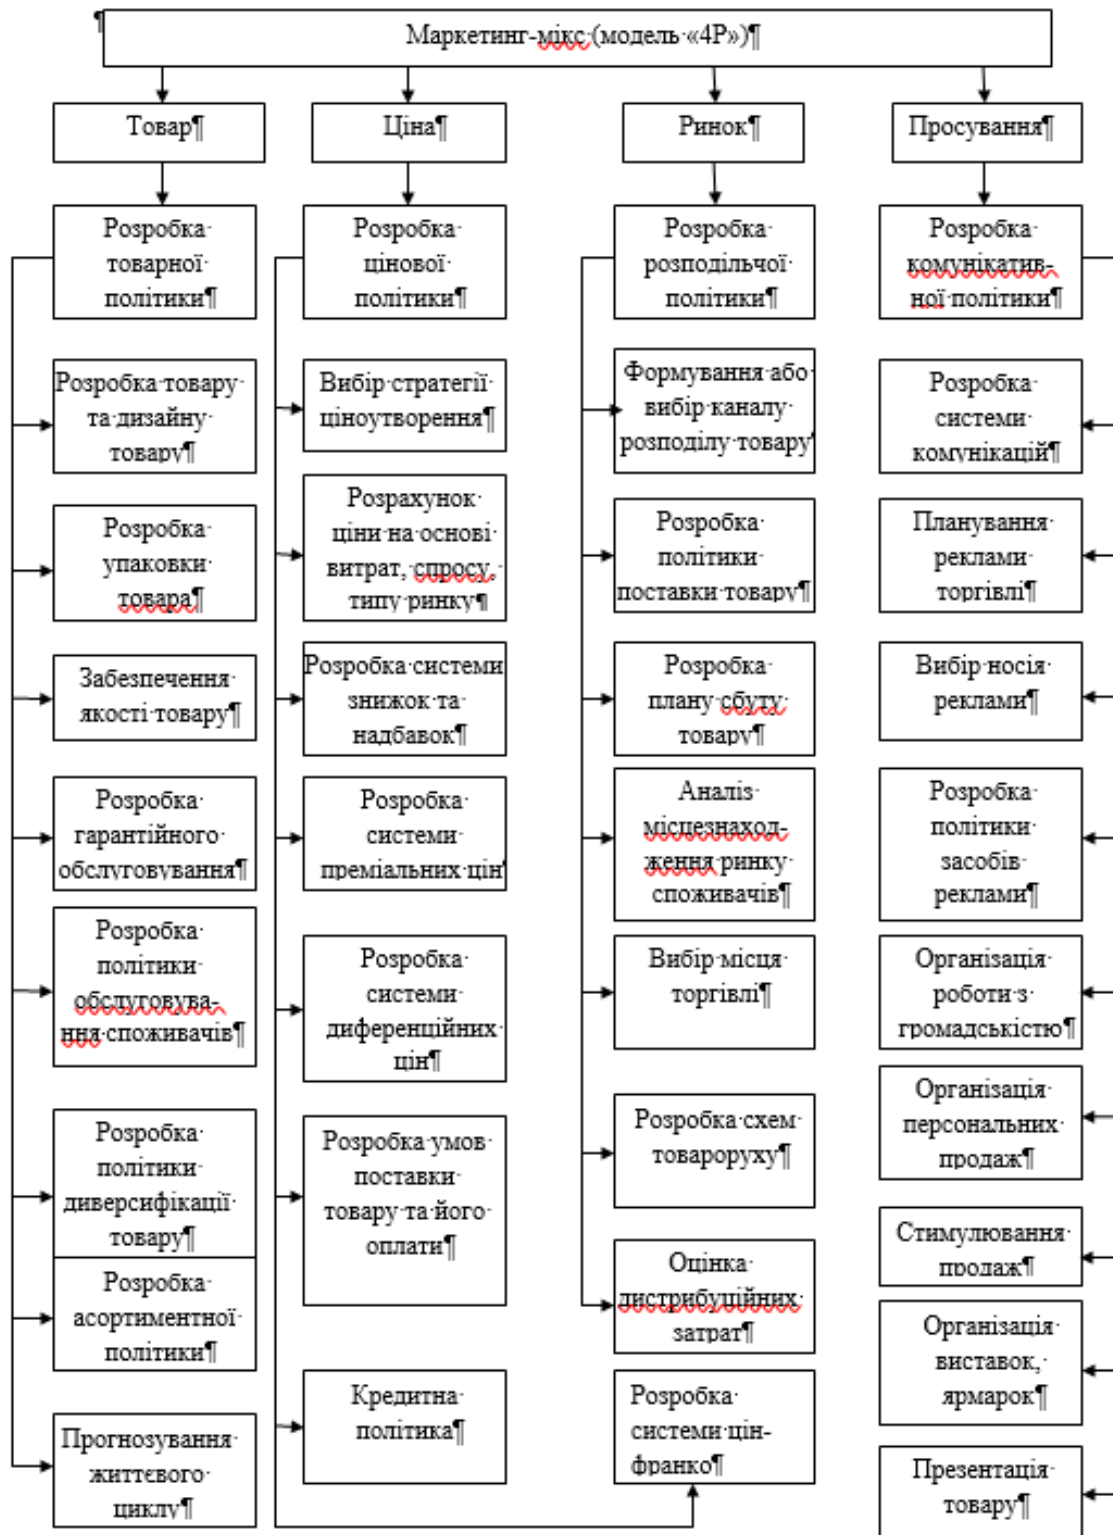 Маркетинг-мікс (модель «4Р»)¶
Товар¶
Ціна¶
Ринок¶
Просування¶
Розробка
товарної
політики¶
Розробка
цінової
політики¶
Розробка
розподільчої
політики¶
Розробка
комунікатив-
ної політики¶
Розробка товару
та дизайну
товару¶
Вибір стратегії
ціноутворення¶
Формування або
вибір каналу
розподілу товару¶
Розробка
системи
комунікацій¶
Розробка
упаковки
товара¶
Розрахунок
ціни на основі
витрат, спросу,
типу ринку¶
Розробка
політики
поставки товару¶
Планування
реклами
торгівлі¶
Забезпечення
якості товару¶
Розробка системи
знижок та
надбавок¶
Розробка
плану сбуту
товару¶
Вибір носія
реклами¶
Розробка
гарантійного
обслуговування¶
Розробка
системи
преміальних цін¶
Аналіз
місцезнаход-
ження ринку
споживачів¶
Розробка
політики
засобів
реклами¶
Розробка
політики
обслуговува-
ння споживачів¶
Розробка
системи
диференційних
цін¶
Вибір місця
торгівлі¶
Організація
роботи з
громадськістю¶
Розробка
політики
диверсифікації
товару¶
Розробка умов
поставки
товару та його
оплати¶
Розробка схем
товароруху¶
Організація
персональних
продаж¶
Розробка
асортиментної
політики¶
Оцінка
дистрибуційних
затрат¶
Стимулювання
продаж¶
Організація
виставок,
ярмарок¶
Прогнозування
життєвого
циклу¶
Кредитна
політика¶
Розробка
системи цін-
франко¶
Презентація
товару¶